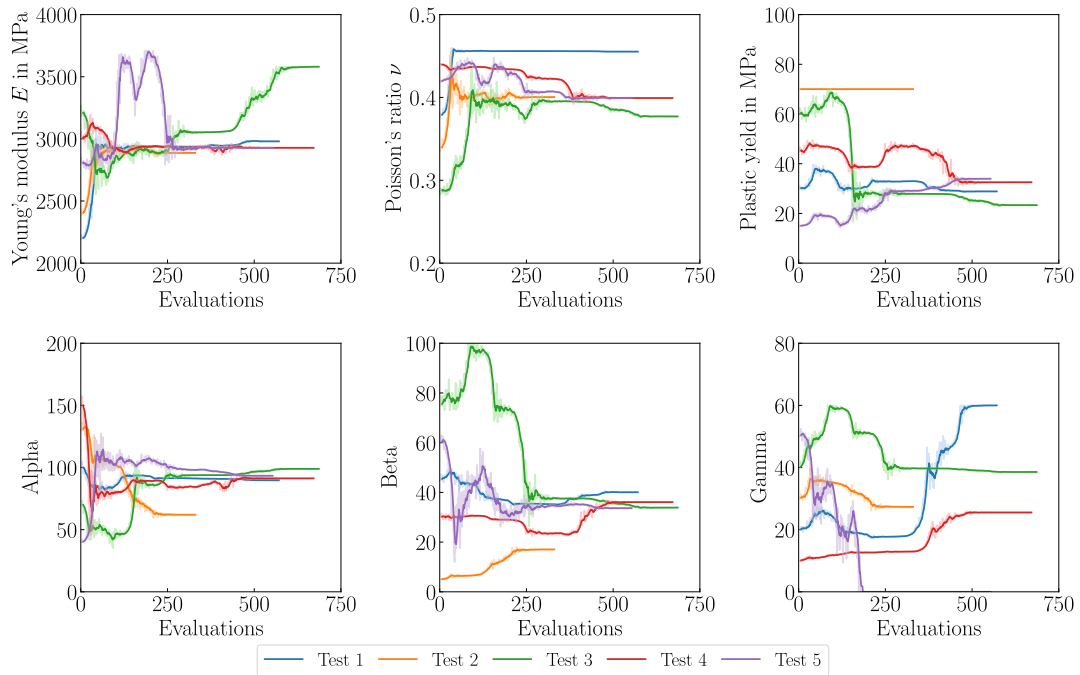 Young's modulus E in MPa
4000
3500
3000
2500
2000
0 250 500 750
Evaluations
Poisson's ratio ν
0.5
0.4
0.3
0.2
0 250 500 750
Evaluations
Plastic yield in MPa
100
80
60
40
20
0
0 250 500 750
Evaluations
Alpha
200
150
100
50
0
0 250 500 750
Evaluations
Beta
100
80
60
40
20
0
0 250 500 750
Evaluations
Gamma
80
60
40
20
0
0 250 500 750
Evaluations
Test 1 Test 2 Test 3 Test 4 Test 5